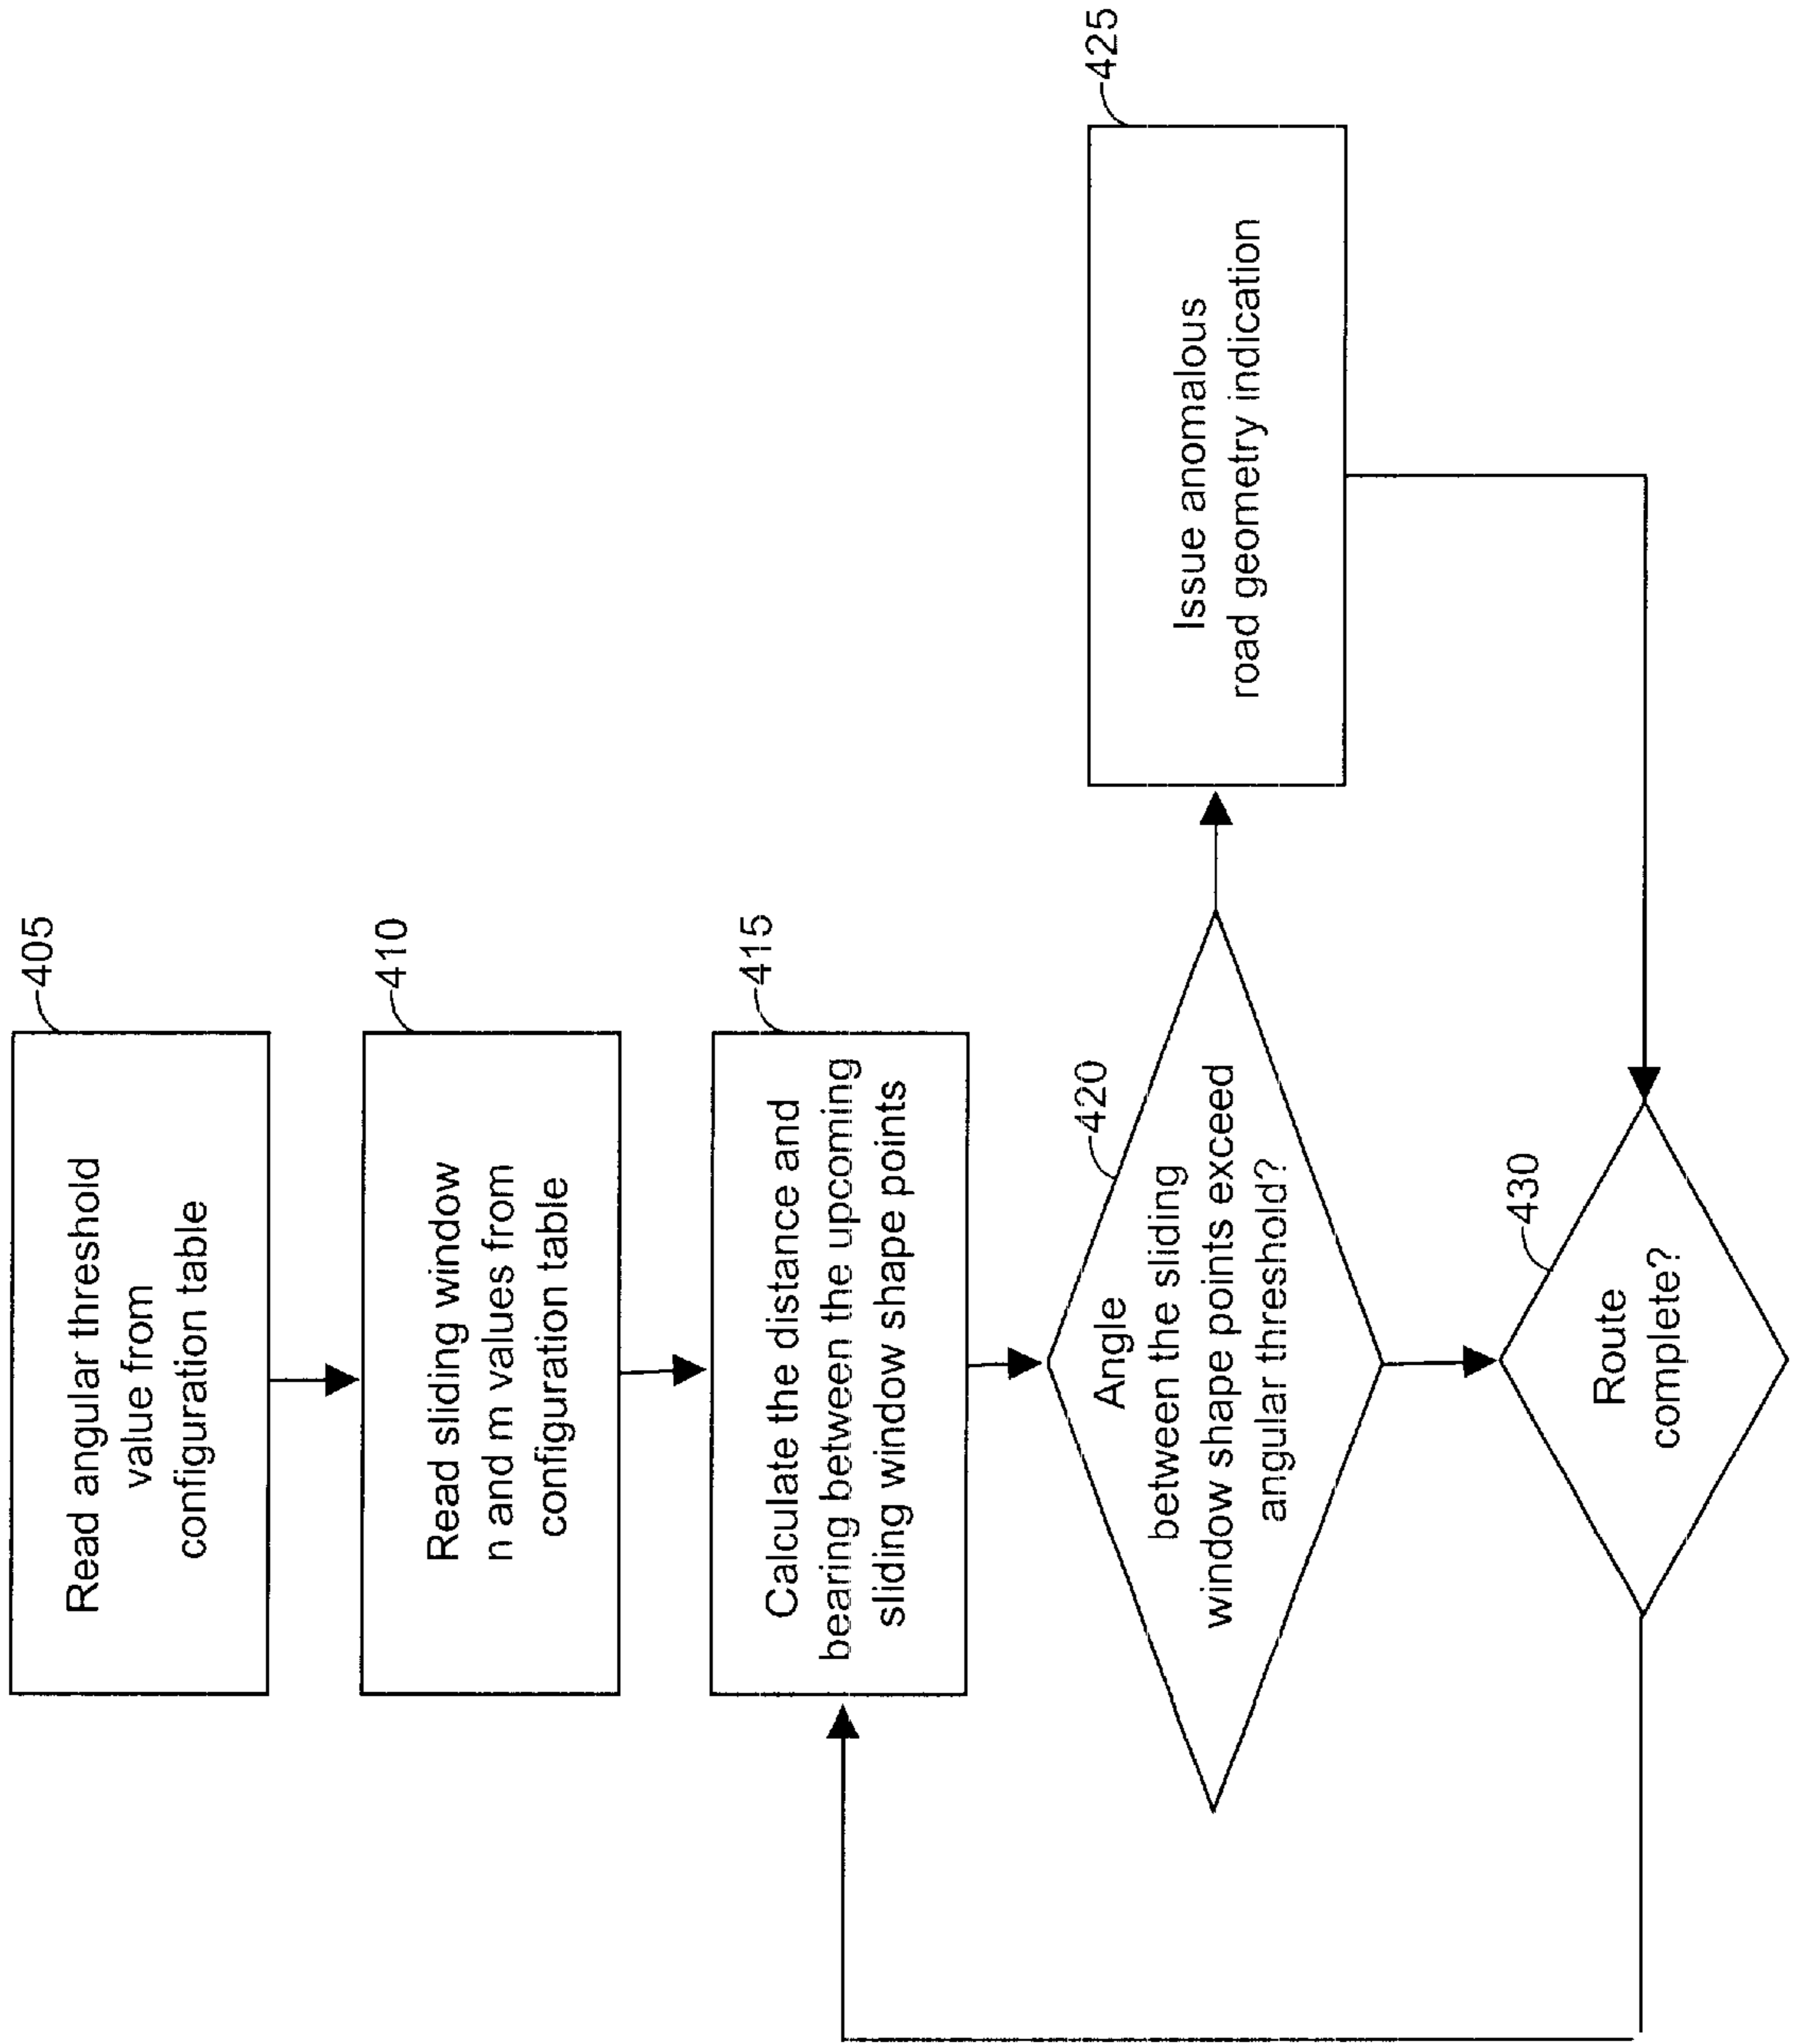 405
Read angular threshold
value from
configuration table
410
Read sliding window
n and m values from
configuration table
415
Calculate the distance and
bearing between the upcoming
sliding window shape points
420
Angle
between the sliding
window shape points exceed
angular threshold?
425
Issue anomalous
road geometry indication
430
Route
complete?